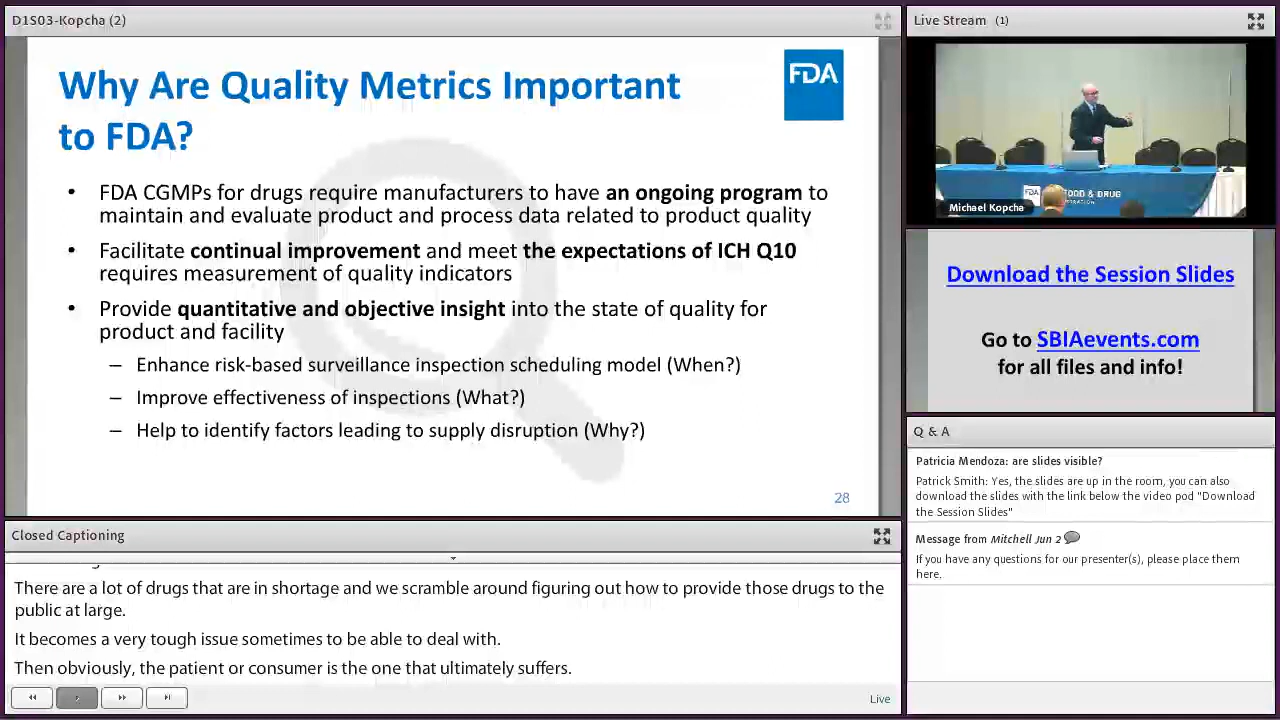 D1S03-Kopcha (2)
Why Are Quality Metrics Important
to FDA?
FDA
• FDA CGMPs for drugs require manufacturers to have an ongoing program to
maintain and evaluate product and process data related to product quality
• Facilitate continual improvement and meet the expectations of ICH Q10
requires measurement of quality indicators
• Provide quantitative and objective insight into the state of quality for
product and facility
– Enhance risk-based surveillance inspection scheduling model (When?)
– Improve effectiveness of inspections (What?)
– Help to identify factors leading to supply disruption (Why?)
28
Closed Captioning
There are a lot of drugs that are in shortage and we scramble around figuring out how to provide those drugs to the
public at large.
It becomes a very tough issue sometimes to be able to deal with.
Then obviously, the patient or consumer is the one that ultimately suffers.
Live
Live Stream (1)
FDA
& DRUG
Michael Kopcha
Download the Session Slides
Go to SBIAevents.com
for all files and info!
Q & A
Patricia Mendoza: are slides visible?
Patrick Smith: Yes, the slides are up in the room, you can also
download the slides with the link below the video pod "Download
the Session Slides"
Message from Mitchell Jun 2
If you have any questions for our presenter(s), please place them
here.